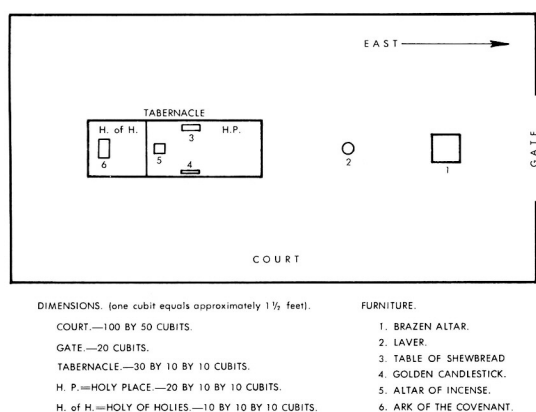 EAST
TABERNACLE
H. of H.
H.P.
3
6
5
4
2
1
GATE
COURT
DIMENSIONS. (one cubit equals approximately 1 1/2 feet).
COURT.—100 BY 50 CUBITS.
GATE.—20 CUBITS.
TABERNACLE.—30 BY 10 BY 10 CUBITS.
H. P.=HOLY PLACE.—20 BY 10 BY 10 CUBITS.
H. of H.=HOLY OF HOLIES.—10 BY 10 BY 10 CUBITS.
FURNITURE.
1. BRAZEN ALTAR.
2. LAVER.
3. TABLE OF SHEWBREAD
4. GOLDEN CANDLESTICK.
5. ALTAR OF INCENSE.
6. ARK OF THE COVENANT.